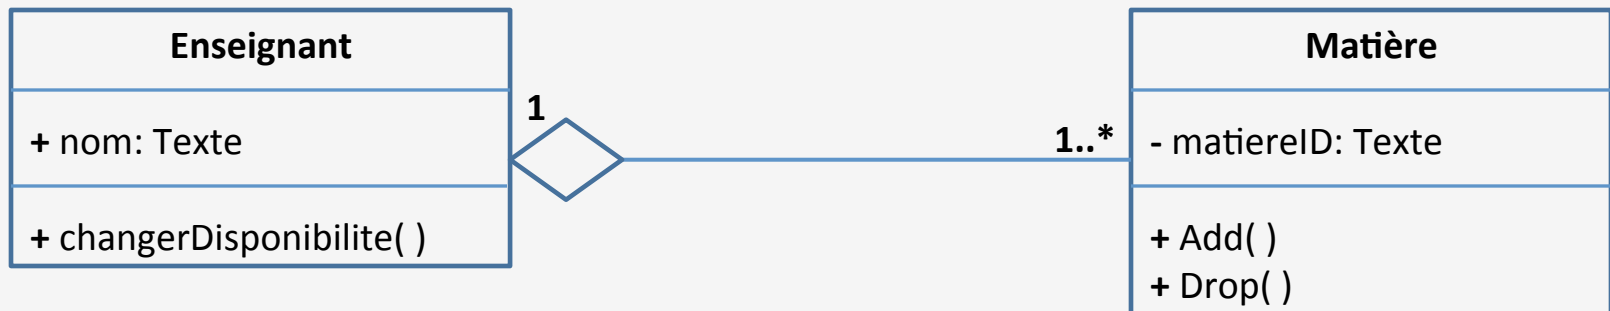 Enseignant
+ nom: Texte
+ changerDisponibilite( )
1
1..*
Matière
- matiereID: Texte
+ Add( )
+ Drop( )